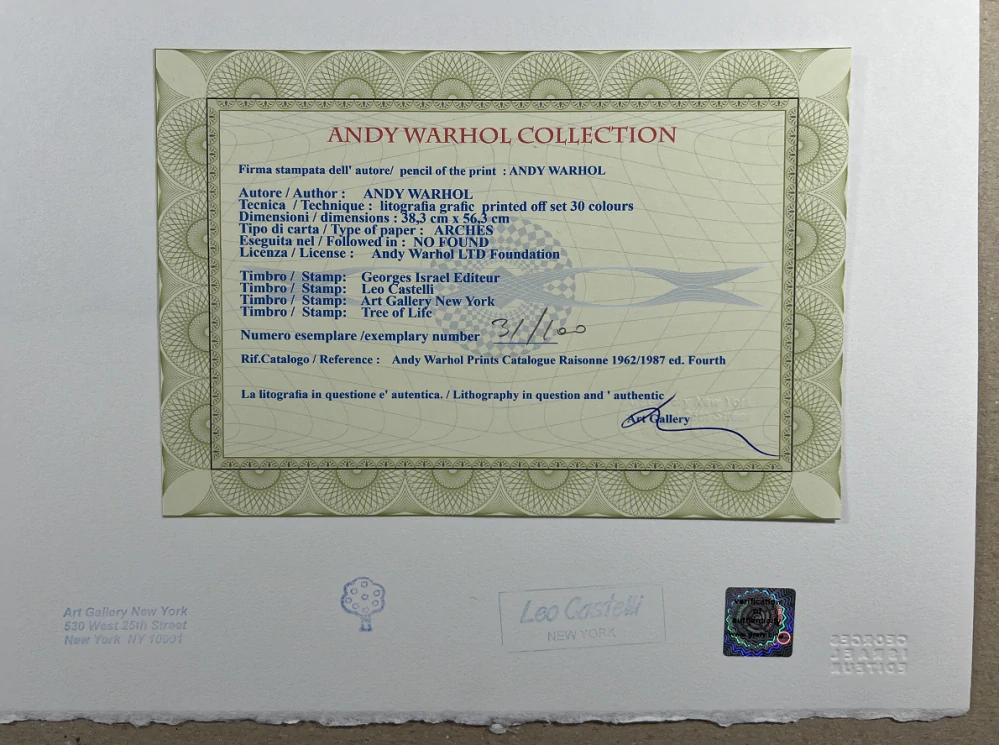 ANDY WARHOL COLLECTION
Firma stampata dell' autore/ pencil of the print : ANDY WARHOL
Autore / Author : ANDY WARHOL
Tecnica / Technique : litografia grafic printed off set 30 colours
Dimensioni / dimensions : 38,3 cm x 56,3 cm
Tipo di carta / Type of paper : ARCHES
Eseguita nel / Followed in : NO FOUND
Licenza / License : Andy Warhol LTD Foundation
Timbro / Stamp: Georges Israel Editeur
Timbro / Stamp: Leo Castelli
Timbro / Stamp: Art Gallery New York
Timbro / Stamp: Tree of Life
Numero esemplare /exemplary number 31/100
Rif.Catalogo / Reference : Andy Warhol Prints Catalogue Raisonne 1962/1987 ed. Fourth
La litografia in questione e' autentica. / Lithography in question and ' authentic
Art Gallery
Art Gallery New York
530 West 25th Street
New York NY 10001
Leo Castelli
NEW YORK
verification
of
GEORGES
ISRAEL
EDITEUR